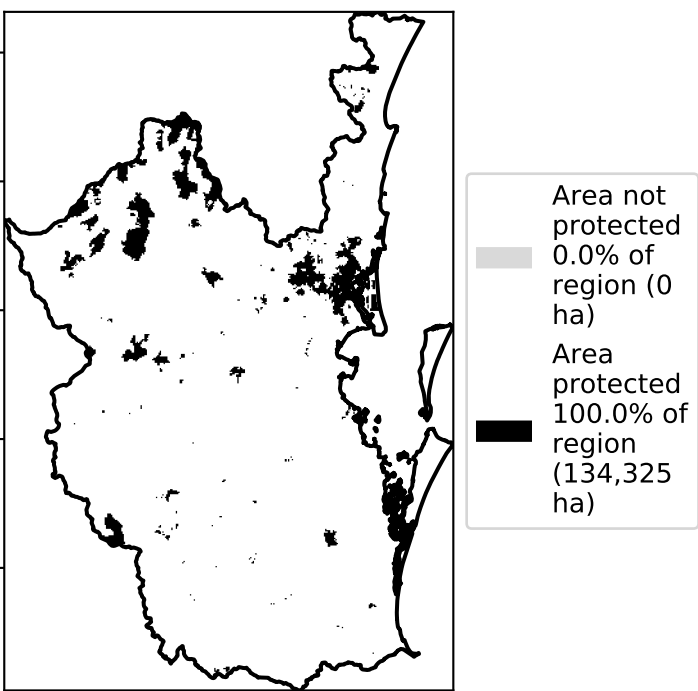 Area not
protected
0.0% of
region (0
ha)
Area
protected
100.0% of
region
(134,325
ha)